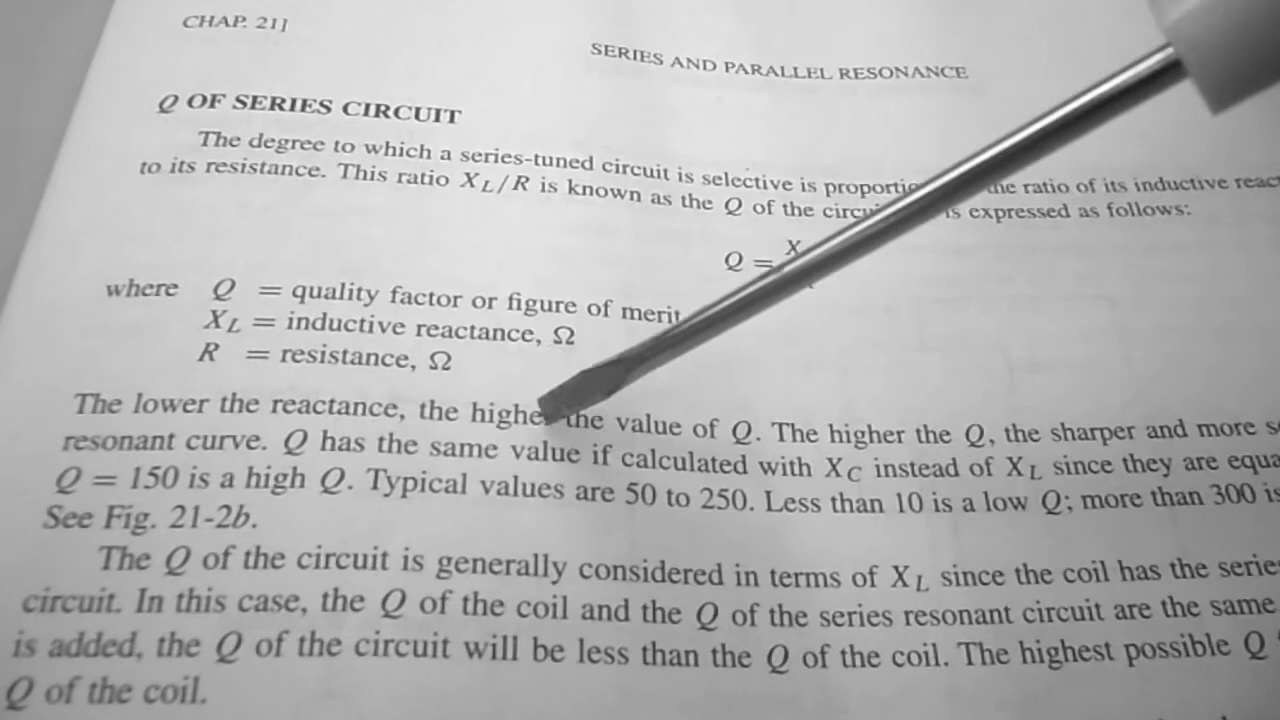 CHAP. 21]
SERIES AND PARALLEL RESONANCE
Q OF SERIES CIRCUIT
The degree to which a series-tuned circuit is selective is the ratio of its inductive
to its resistance. This ratio XL/R is known as the Q of the is expressed as follows:
Q = X
where Q = quality factor or figure of merit
XL = inductive reactance, Ω
R = resistance, Ω
The lower the reactance, the the value of Q. The higher the Q, the sharper and more
resonant curve. Q has the same value if calculated with XC instead of XL since they are
Q = 150 is a high Q. Typical values are 50 to 250. Less than 10 is a low Q; more than 300
See Fig. 21-2b.
The Q of the circuit is generally considered in terms of XL since the coil has the
circuit. In this case, the Q of the coil and the Q of the series resonant circuit are the same
is added, the Q of the circuit will be less than the Q of the coil. The highest possible Q
Q of the coil.